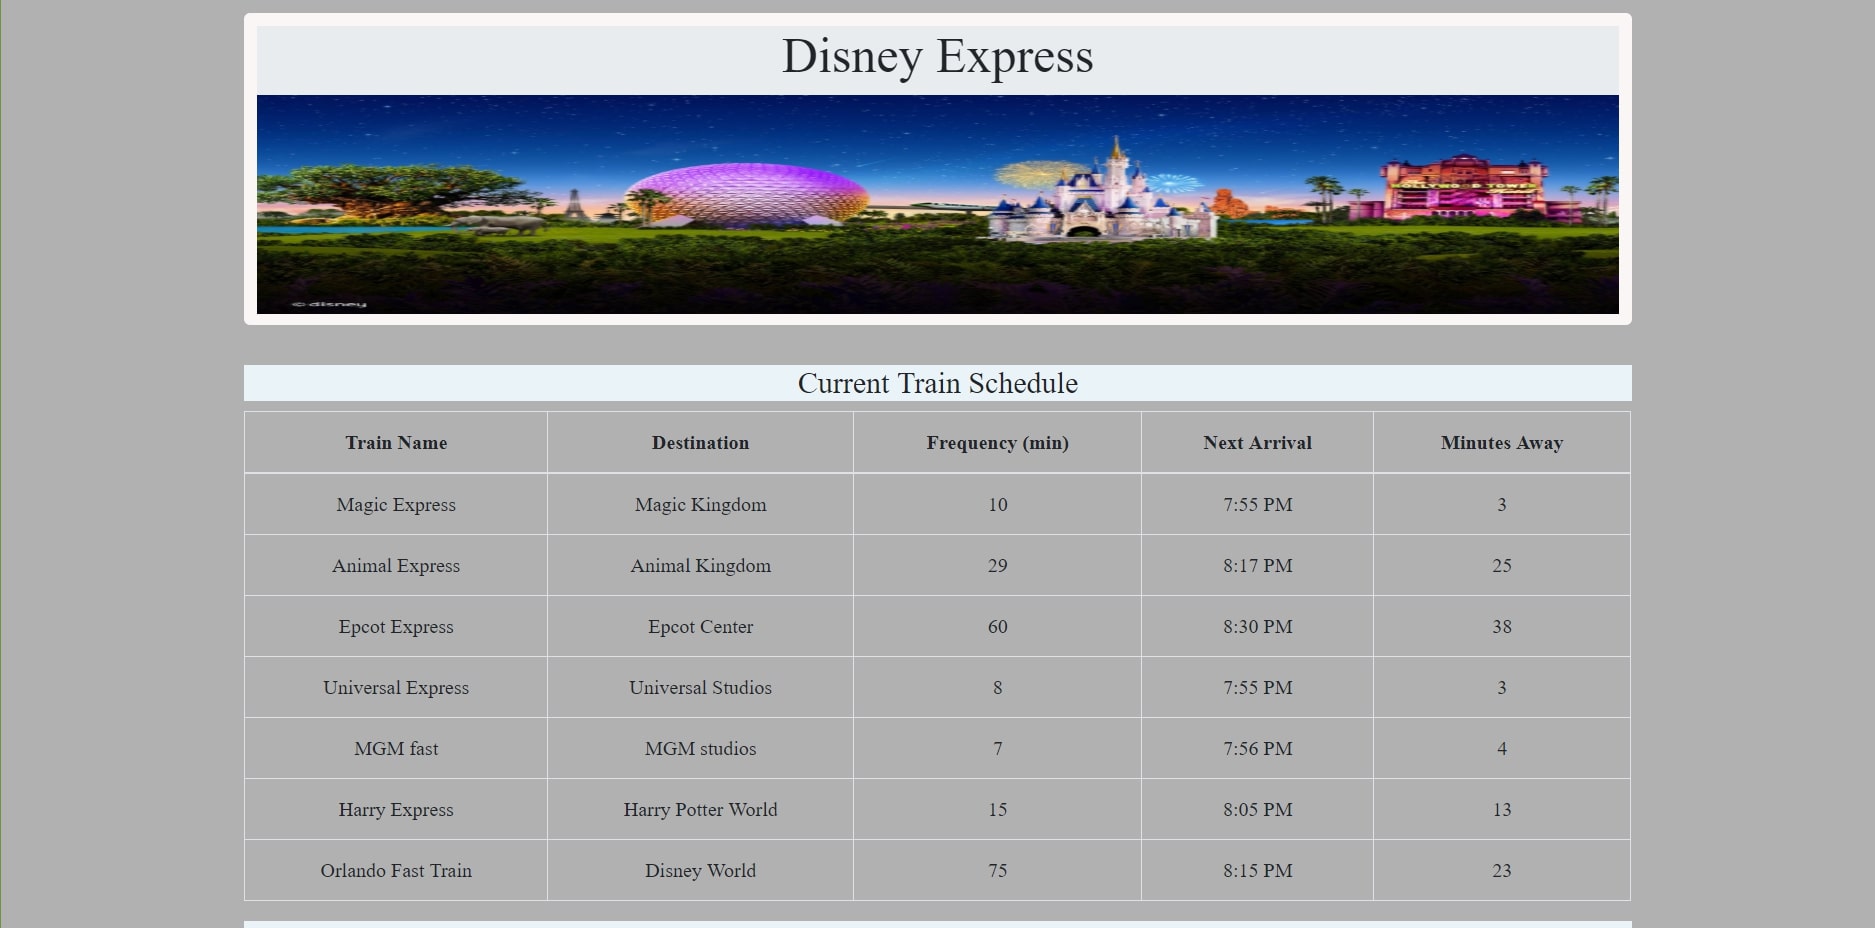 Disney Express
HOLLYWOOD TOWER
© disney
Current Train Schedule
Train Name Destination Frequency (min) Next Arrival Minutes Away
Magic Express Magic Kingdom 10 7:55 PM 3
Animal Express Animal Kingdom 29 8:17 PM 25
Epcot Express Epcot Center 60 8:30 PM 38
Universal Express Universal Studios 8 7:55 PM 3
MGM fast MGM studios 7 7:56 PM 4
Harry Express Harry Potter World 15 8:05 PM 13
Orlando Fast Train Disney World 75 8:15 PM 23